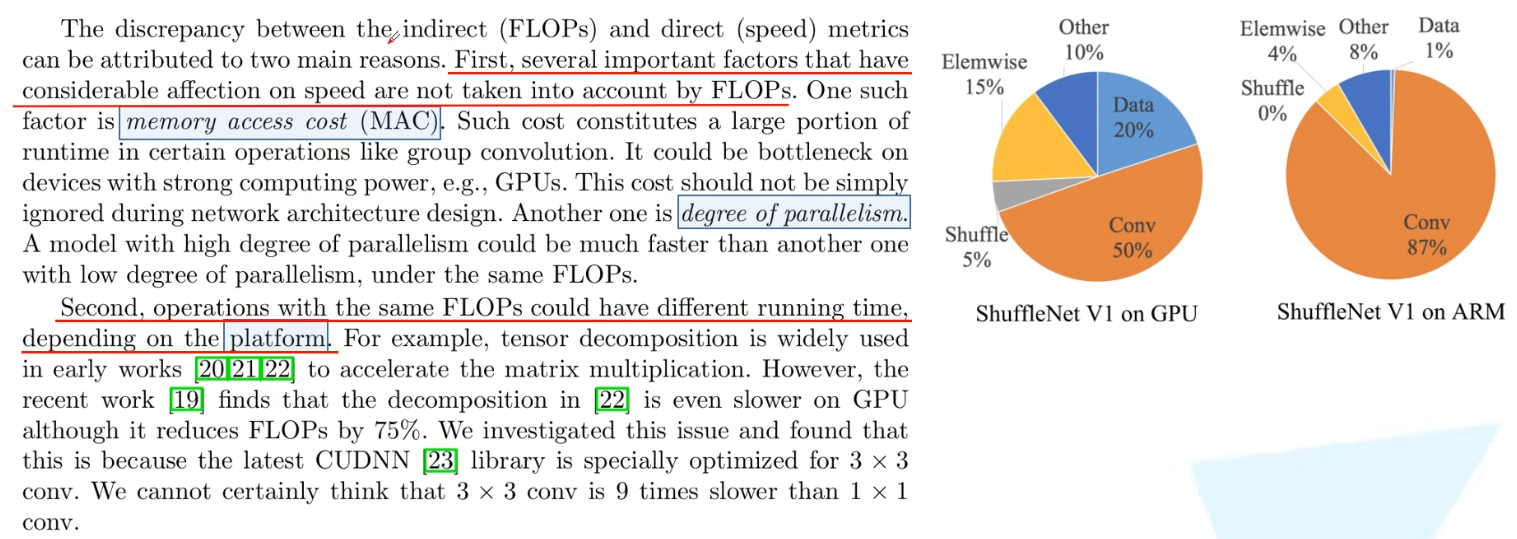 The discrepancy between the indirect (FLOPs) and direct (speed) metrics
can be attributed to two main reasons. First, several important factors that have
considerable affection on speed are not taken into account by FLOPs. One such
factor is memory access cost (MAC). Such cost constitutes a large portion of
runtime in certain operations like group convolution. It could be bottleneck on
devices with strong computing power, e.g., GPUs. This cost should not be simply
ignored during network architecture design. Another one is degree of parallelism.
A model with high degree of parallelism could be much faster than another one
with low degree of parallelism, under the same FLOPs.
Second, operations with the same FLOPs could have different running time,
depending on the platform. For example, tensor decomposition is widely used
in early works [20 21 22] to accelerate the matrix multiplication. However, the
recent work [19] finds that the decomposition in [22] is even slower on GPU
although it reduces FLOPs by 75%. We investigated this issue and found that
this is because the latest CUDNN [23] library is specially optimized for 3 × 3
conv. We cannot certainly think that 3 × 3 conv is 9 times slower than 1 × 1
conv.
Other
10%
Elemwise
15%
Data
20%
Shuffle
5%
Conv
50%
ShuffleNet V1 on GPU
Elemwise
4%
Other
8%
Data
1%
Shuffle
0%
Conv
87%
ShuffleNet V1 on ARM